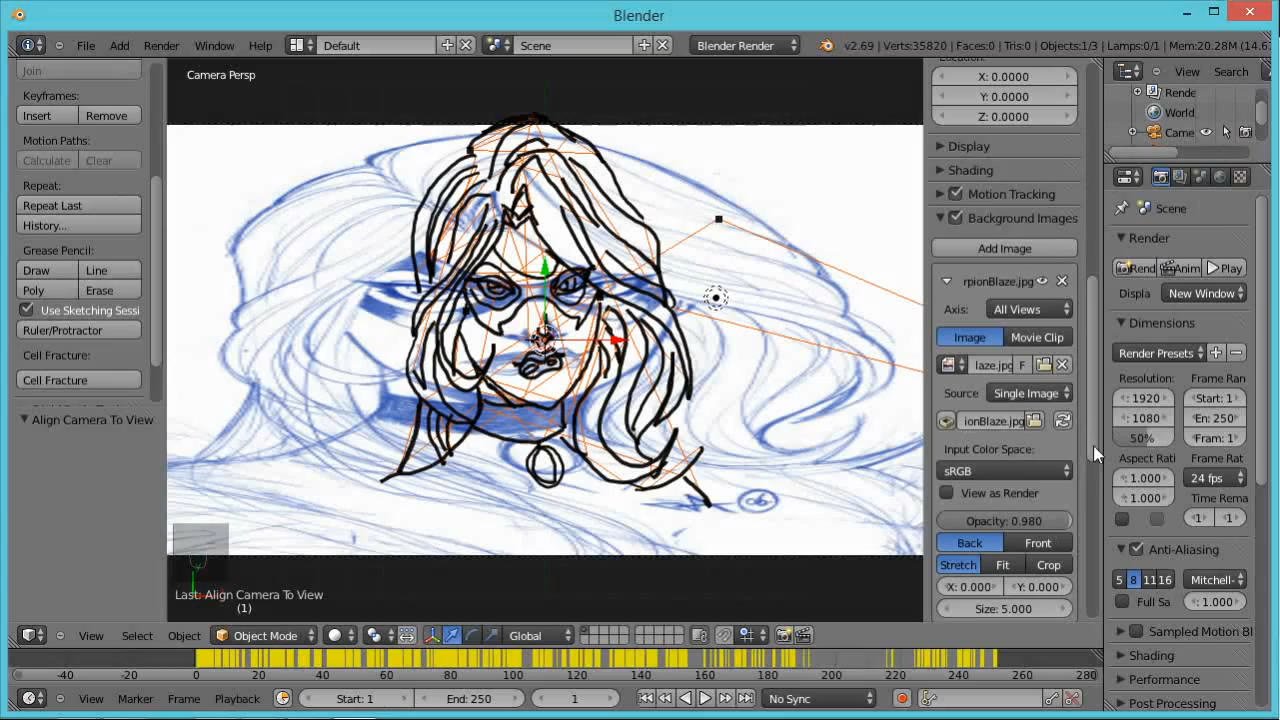 Blender
File Add Render Window Help Default Scene Blender Render v2.69 | Verts:35820 | Faces:0 | Tris:0 | Objects:1/3 | Lamps:0/1 | Mem:20.28M (14.6
Join
Keyframes:
Insert Remove
Motion Paths:
Calculate Clear
Repeat:
Repeat Last
History...
Grease Pencil:
Draw Line
Poly Erase
Use Sketching Sessi
Ruler/Protractor
Cell Fracture:
Cell Fracture
Align Camera To View
Camera Persp
Last: Align Camera To View
(1)
X: 0.0000
Y: 0.0000
Z: 0.0000
Display
Shading
Motion Tracking
Background Images
Add Image
rpionBlaze.jpg
Axis: All Views
Image Movie Clip
laze.jpg F
Source Single Image
ionBlaze.jpg
Input Color Space:
sRGB
View as Render
Opacity: 0.980
Back Front
Stretch Fit Crop
X: 0.000 Y: 0.000
Size: 5.000
View Search
Rende
World
Came
Scene
Render
Rend Anim Play
Displa New Window
Dimensions
Render Presets
Resolution: Frame Ran
: 1920 Start: 1
: 1080 En: 250
50% Fram: 1
Aspect Rati Frame Rat
: 1.000 24 fps
: 1.000 Time Rema
1 1
Anti-Aliasing
5 8 11 16 Mitchell-
Full Sa : 1.000
Sampled Motion Bl
Shading
Performance
Post Processing
View Select Object Object Mode Global
-40 -20 0 20 40 60 80 100 120 140 160 180 200 220 240 260 280
View Marker Frame Playback Start: 1 End: 250 1 No Sync